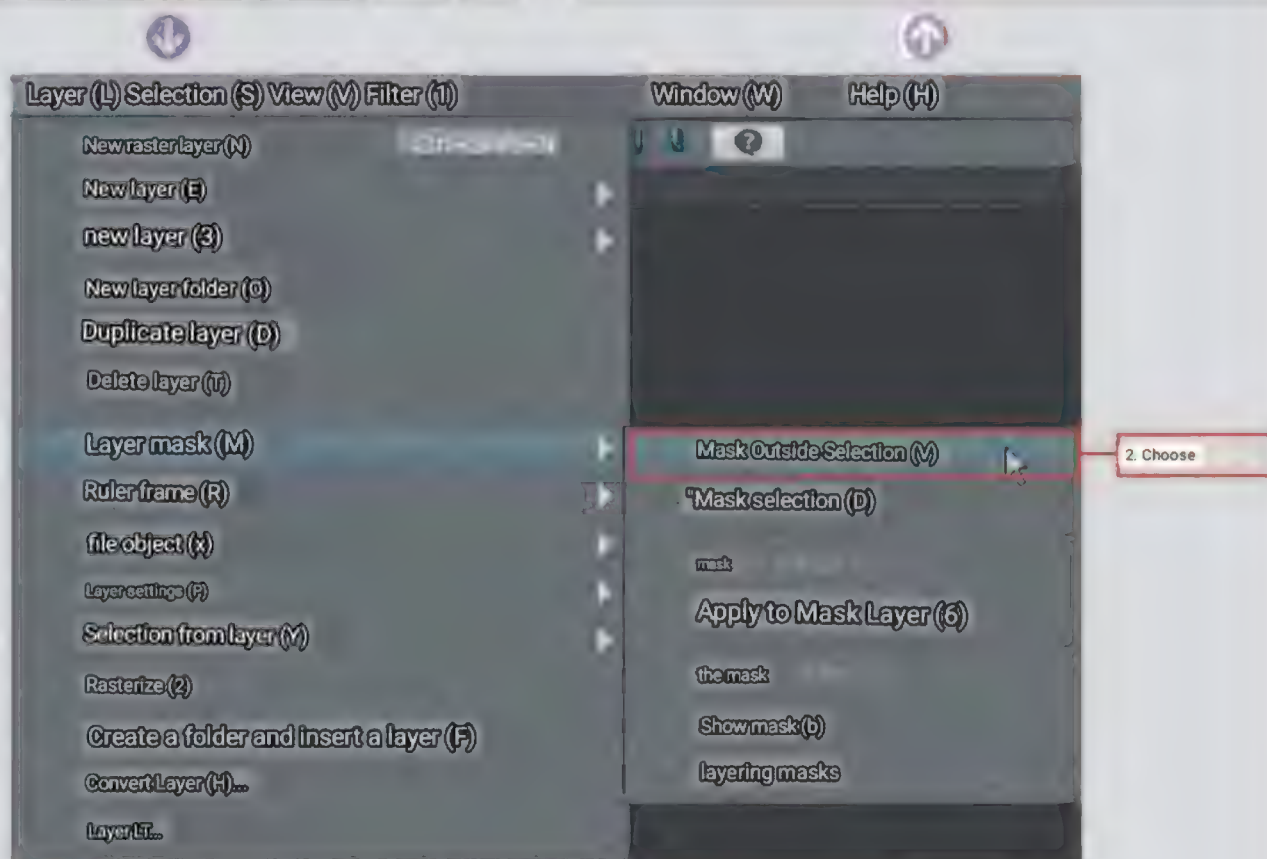 Layer (L) Selection (S) View (V) Filter (1)
Window (W) Help (H)
New raster layer (N)
New layer (E)
new layer (3)
New layer folder (O)
Duplicate layer (D)
Delete layer (T)
Layer mask (M)
Ruler frame (R)
file object (x)
Layer settings (P)
Selection from layer (Y)
Rasterize (2)
Create a folder and insert a layer (F)
Convert Layer (H)...
Layer LT...
Mask Outside Selection (V)
"Mask selection (D)
mask
Apply to Mask Layer (6)
the mask
Show mask (b)
layering masks
2. Choose